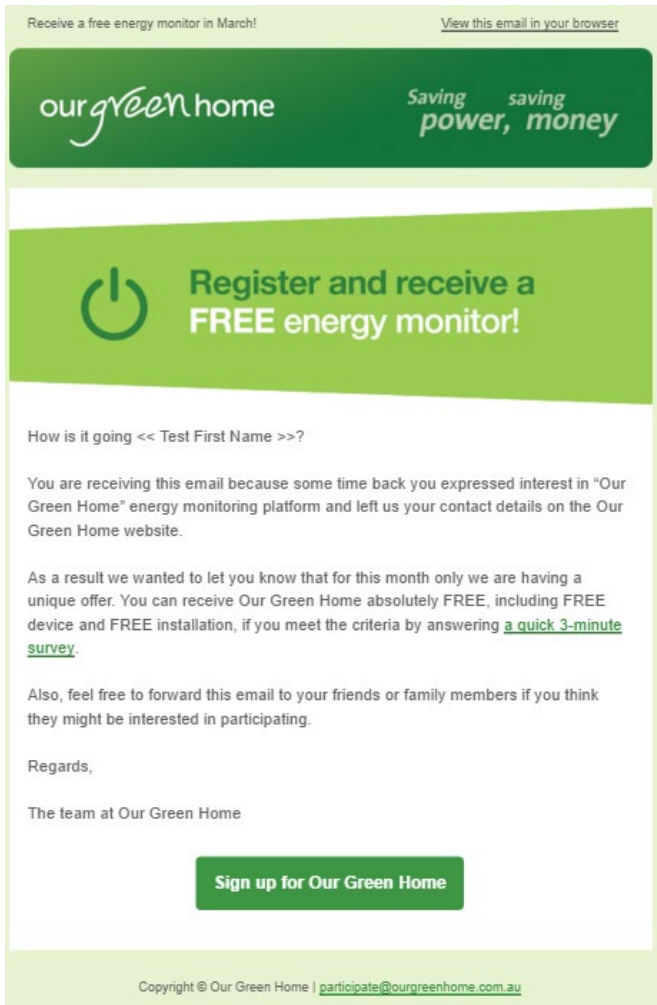 Receive a free energy monitor in March!
View this email in your browser
our green home
Saving power, saving money
Register and receive a
FREE energy monitor!
How is it going << Test First Name >>?
You are receiving this email because some time back you expressed interest in “Our
Green Home” energy monitoring platform and left us your contact details on the Our
Green Home website.
As a result we wanted to let you know that for this month only we are having a
unique offer. You can receive Our Green Home absolutely FREE, including FREE
device and FREE installation, if you meet the criteria by answering a quick 3-minute
survey.
Also, feel free to forward this email to your friends or family members if you think
they might be interested in participating.
Regards,
The team at Our Green Home
Sign up for Our Green Home
Copyright © Our Green Home | participate@ourgreenhome.com.au